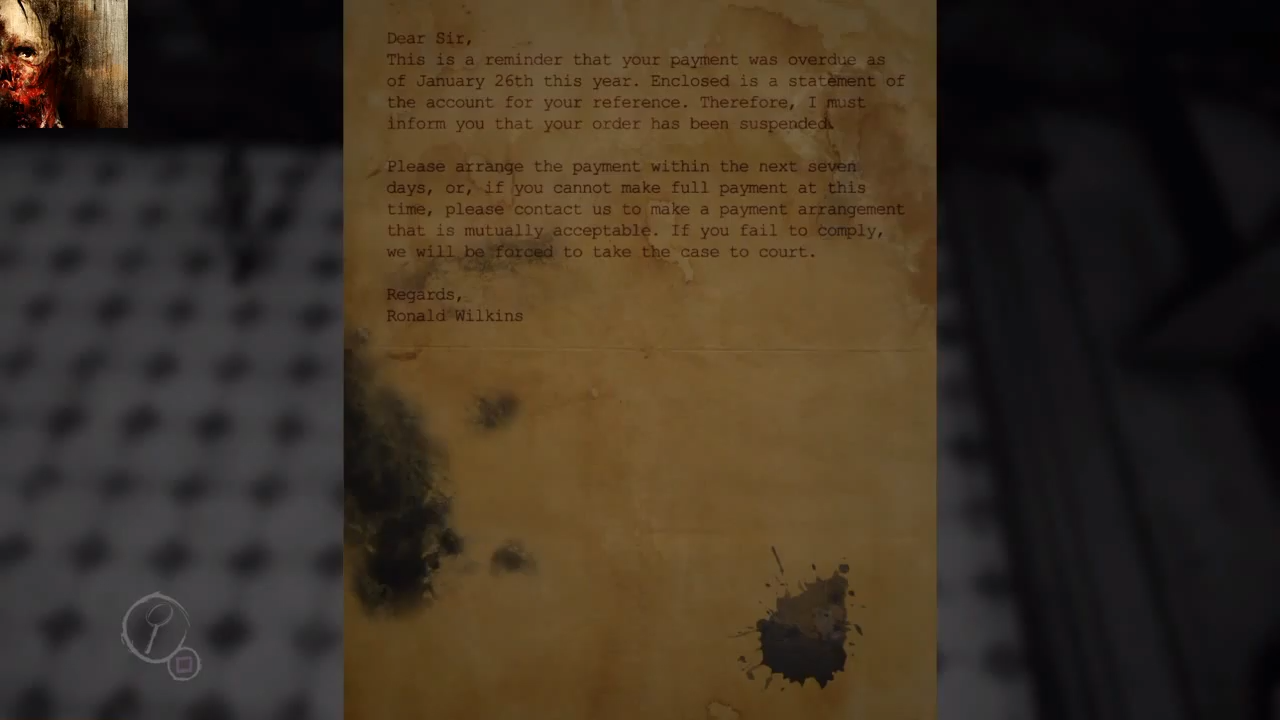 Dear Sir,
This is a reminder that your payment was overdue as
of January 26th this year. Enclosed is a statement of
the account for your reference. Therefore, I must
inform you that your order has been suspended.
Please arrange the payment within the next seven
days, or, if you cannot make full payment at this
time, please contact us to make a payment arrangement
that is mutually acceptable. If you fail to comply,
we will be forced to take the case to court.
Regards,
Ronald Wilkins